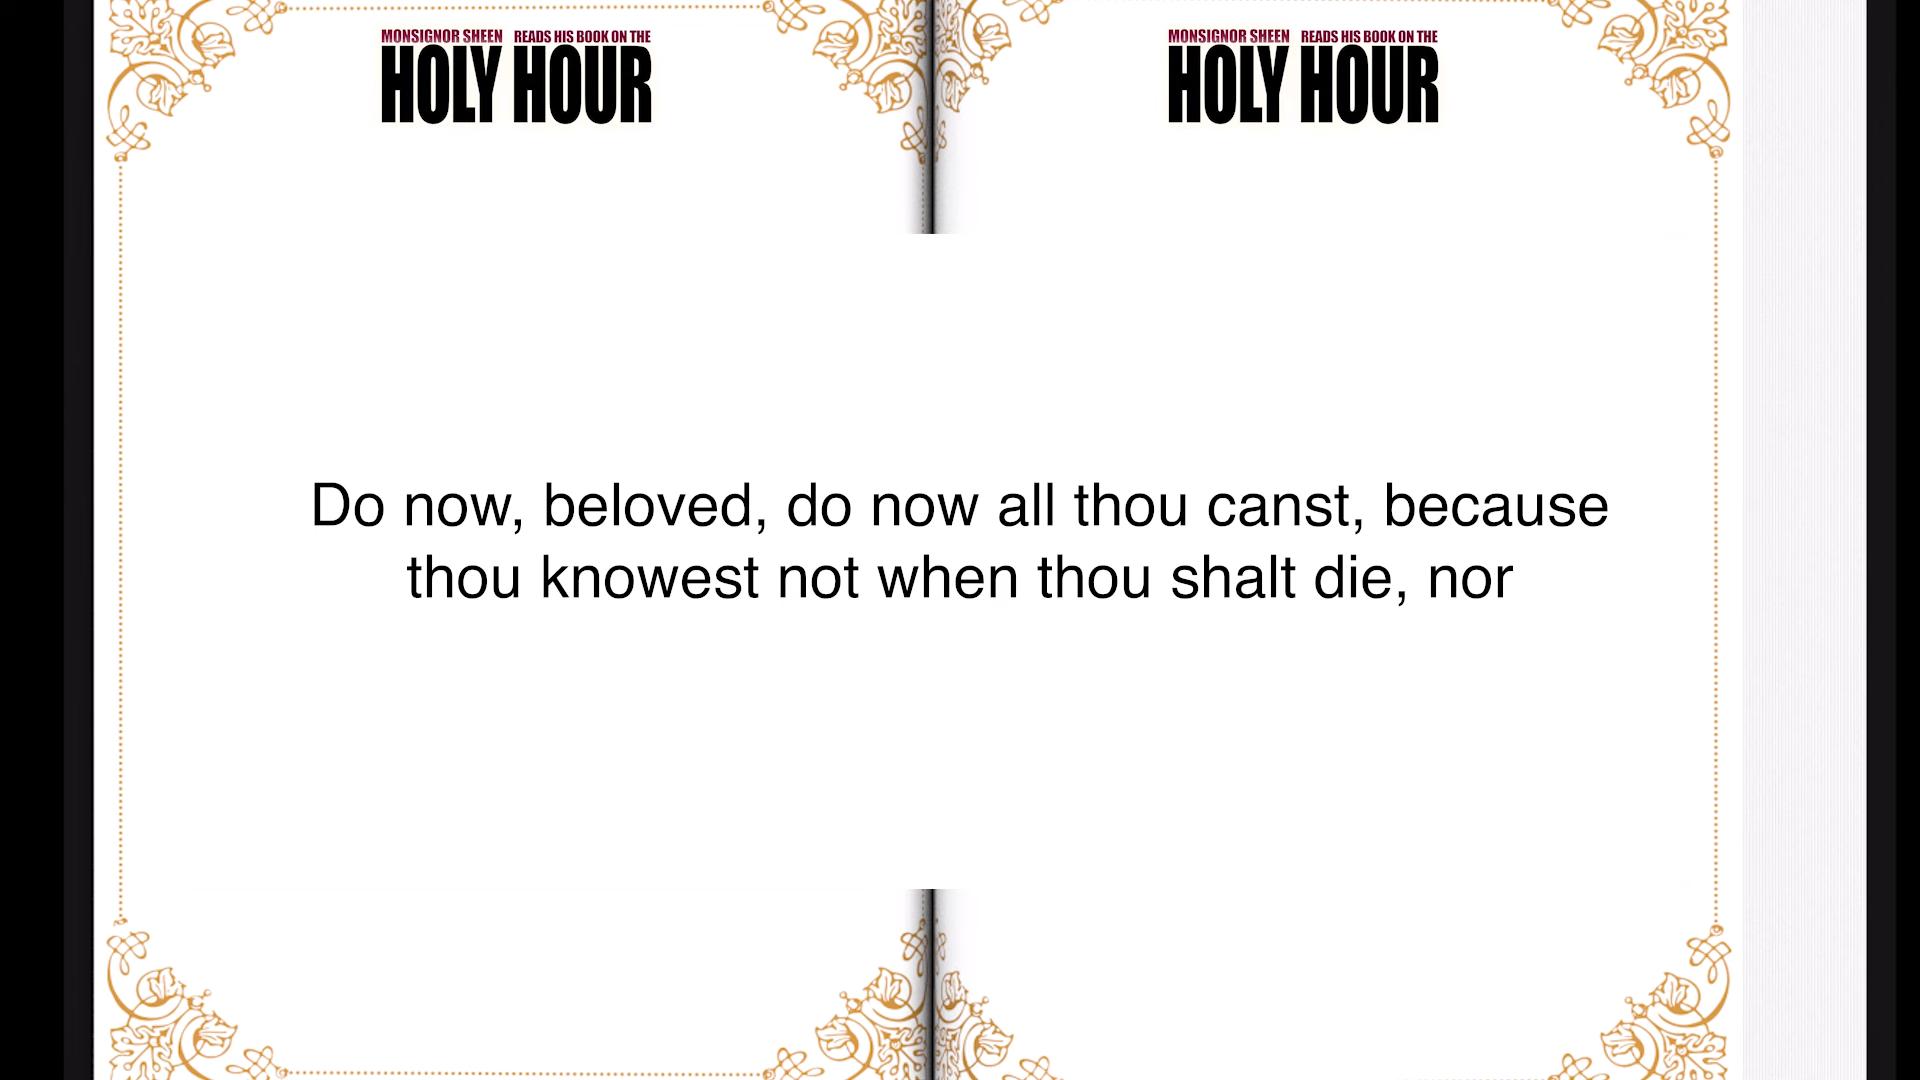 MONSIGNOR SHEEN READS HIS BOOK ON THE
HOLY HOUR
MONSIGNOR SHEEN READS HIS BOOK ON THE
HOLY HOUR
Do now, beloved, do now all thou canst, because
thou knowest not when thou shalt die, nor